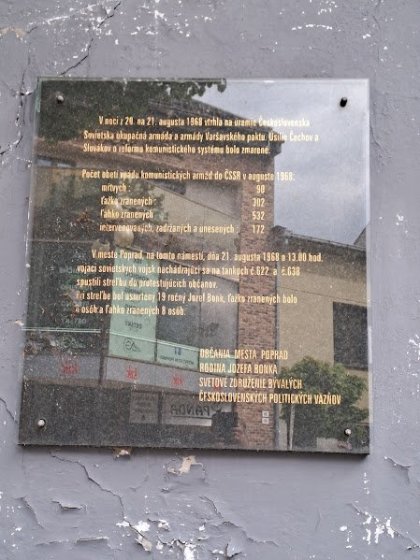 V noci z 20. na 21. augusta 1968 vtrhla na územie Československa
Sovietska okupačná armáda a armády Varšavského paktu. Úsilie Čechov a
Slovákov o reformu komunistického systému bolo zmarené.
Počet obetí vpádu komunistických armád do ČSSR v auguste 1968:
mŕtvych : 90
ťažko zranených : 302
ľahko zranených : 532
internovaných, zadržaných a unesených : 172
V meste Poprad, na tomto námestí, dňa 21. augusta 1968 o 13.00 hod.
vojaci sovietskych vojsk nachádzajúci sa na tankoch č.622 a č.638
spustili streľbu do protestujúcich občanov.
Pri streľbe bol usmrtený 19 ročný Jozef Bonk, ťažko zranených bolo
osôb a ľahko zranených 8 osôb.
OBČANIA MESTA POPRAD
RODINA JOZEFA BONKA
SVETOVÉ ZDRUŽENIE BÝVALÝCH
ČESKOSLOVENSKÝCH POLITICKÝCH VÄZŇOV